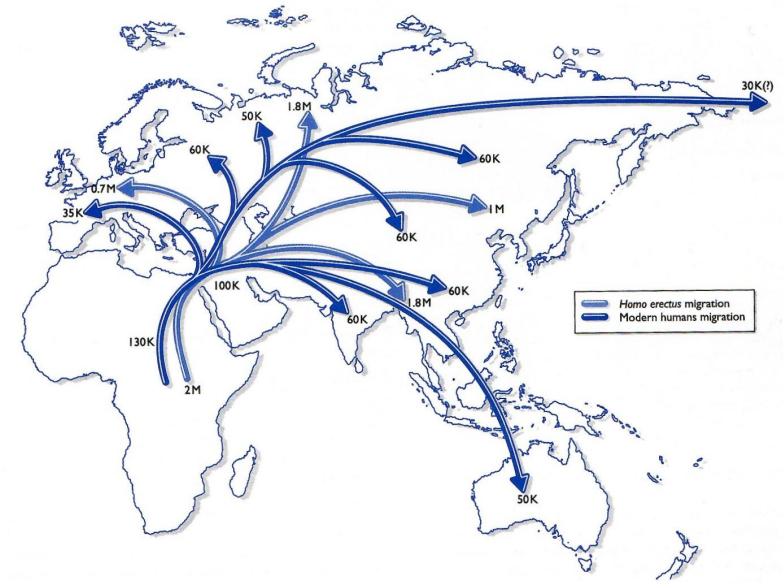 30K(?)
1.8M
50K
60K
60K
0.7M
35K
1M
60K
100K
60K
1.8M
60K
Homo erectus migration
Modern humans migration
130K
2M
50K